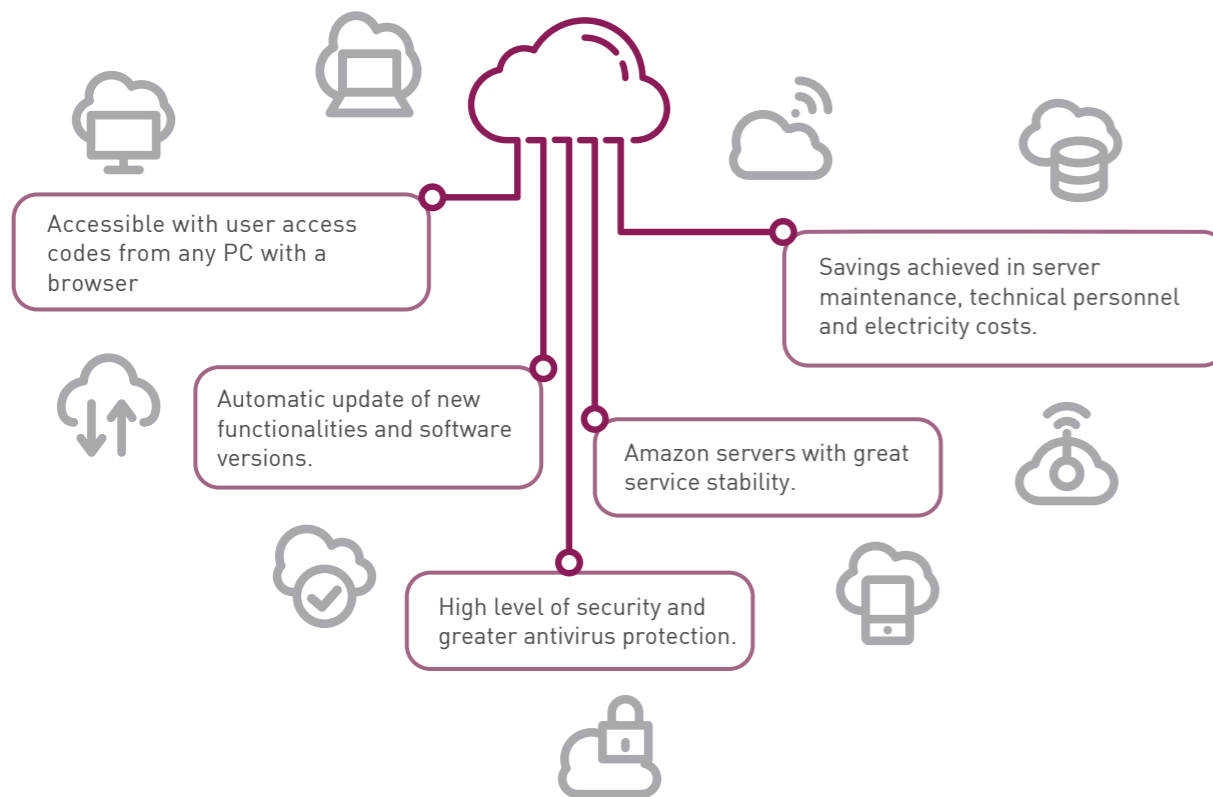 Accessible with user access
codes from any PC with a
browser
Savings achieved in server
maintenance, technical personnel
and electricity costs.
Automatic update of new
functionalities and software
versions.
Amazon servers with great
service stability.
High level of security and
greater antivirus protection.